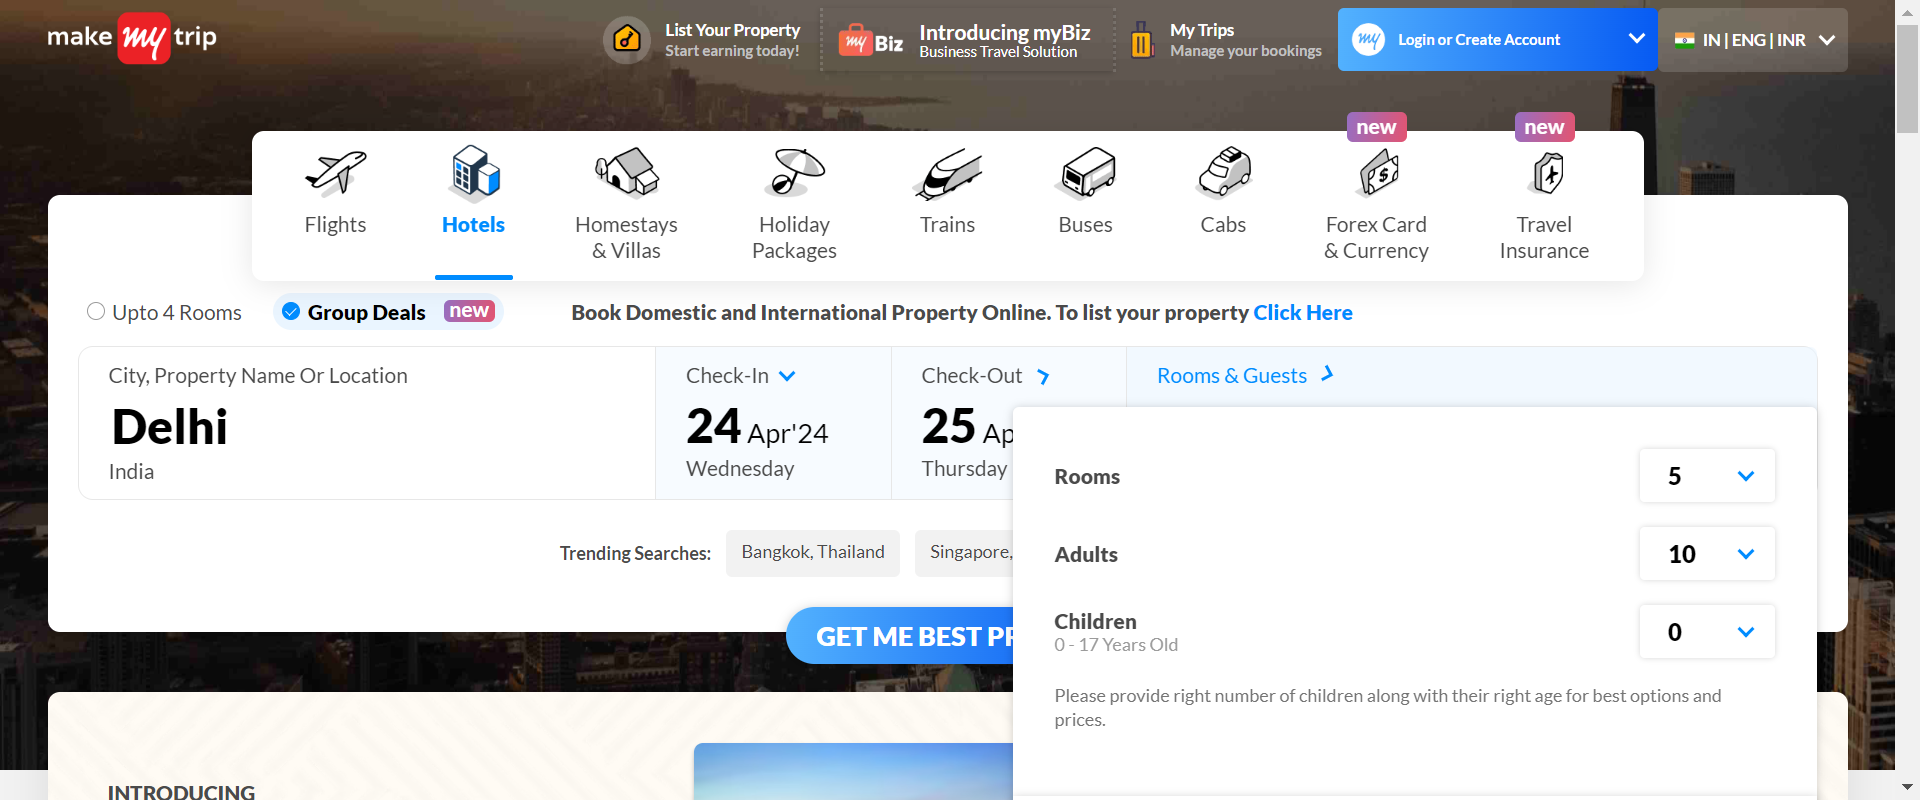 make my trip
List Your Property
Start earning today!
my Biz
Introducing myBiz
Business Travel Solution
My Trips
Manage your bookings
my Login or Create Account
IN | ENG | INR
new
new
Flights
Hotels
Homestays
& Villas
Holiday
Packages
Trains
Buses
Cabs
Forex Card
& Currency
Travel
Insurance
Upto 4 Rooms
Group Deals new
Book Domestic and International Property Online. To list your property Click Here
City, Property Name Or Location
Delhi
India
Check-In
24 Apr'24
Wednesday
Check-Out
25 Ap
Thursday
Rooms & Guests
Rooms
5
Adults
10
Children
0 - 17 Years Old
0
Please provide right number of children along with their right age for best options and
prices.
Trending Searches:
Bangkok, Thailand
Singapore,
GET ME BEST PR
INTRODUCING